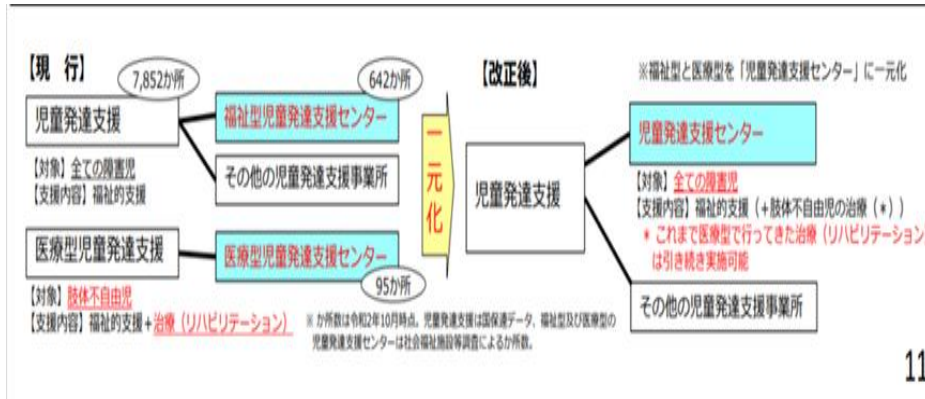 【現　行】
7,852か所
児童発達支援
642か所
福祉型児童発達支援センター
その他の児童発達支援事業所
【対象】全ての障害児
【支援内容】福祉的支援
医療型児童発達支援
医療型児童発達支援センター
95か所
【対象】肢体不自由児
【支援内容】福祉的支援+治療（リハビリテーション）
※ か所数は令和2年10月時点。児童発達支援は国保連データ、福祉型及び医療型の
児童発達支援センターは社会福祉施設等調査によるか所数。
一元化
【改正後】
※福祉型と医療型を「児童発達支援センター」に一元化
児童発達支援
児童発達支援センター
【対象】全ての障害児
【支援内容】福祉的支援（+肢体不自由児の治療（*））
* これまで医療型で行ってきた治療（リハビリテーション）
は引き続き実施可能
その他の児童発達支援事業所
11